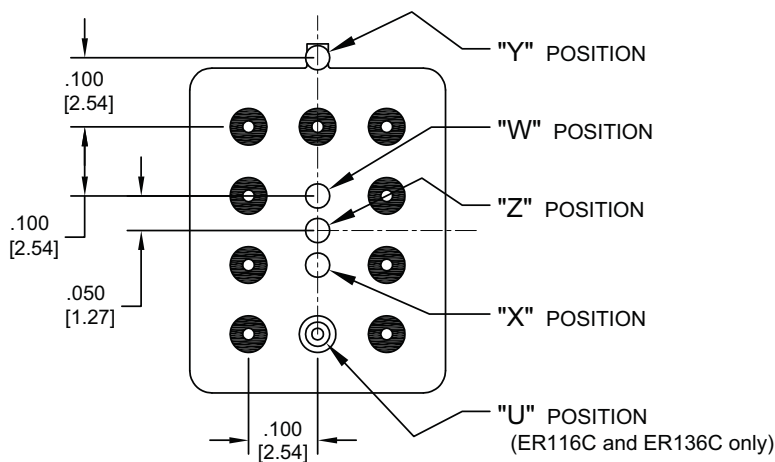 "Y" POSITION
.100
[2.54]
"W" POSITION
"Z" POSITION
.100
[2.54]
.050
[1.27]
"X" POSITION
"U" POSITION
(ER116C and ER136C only)
.100
[2.54]